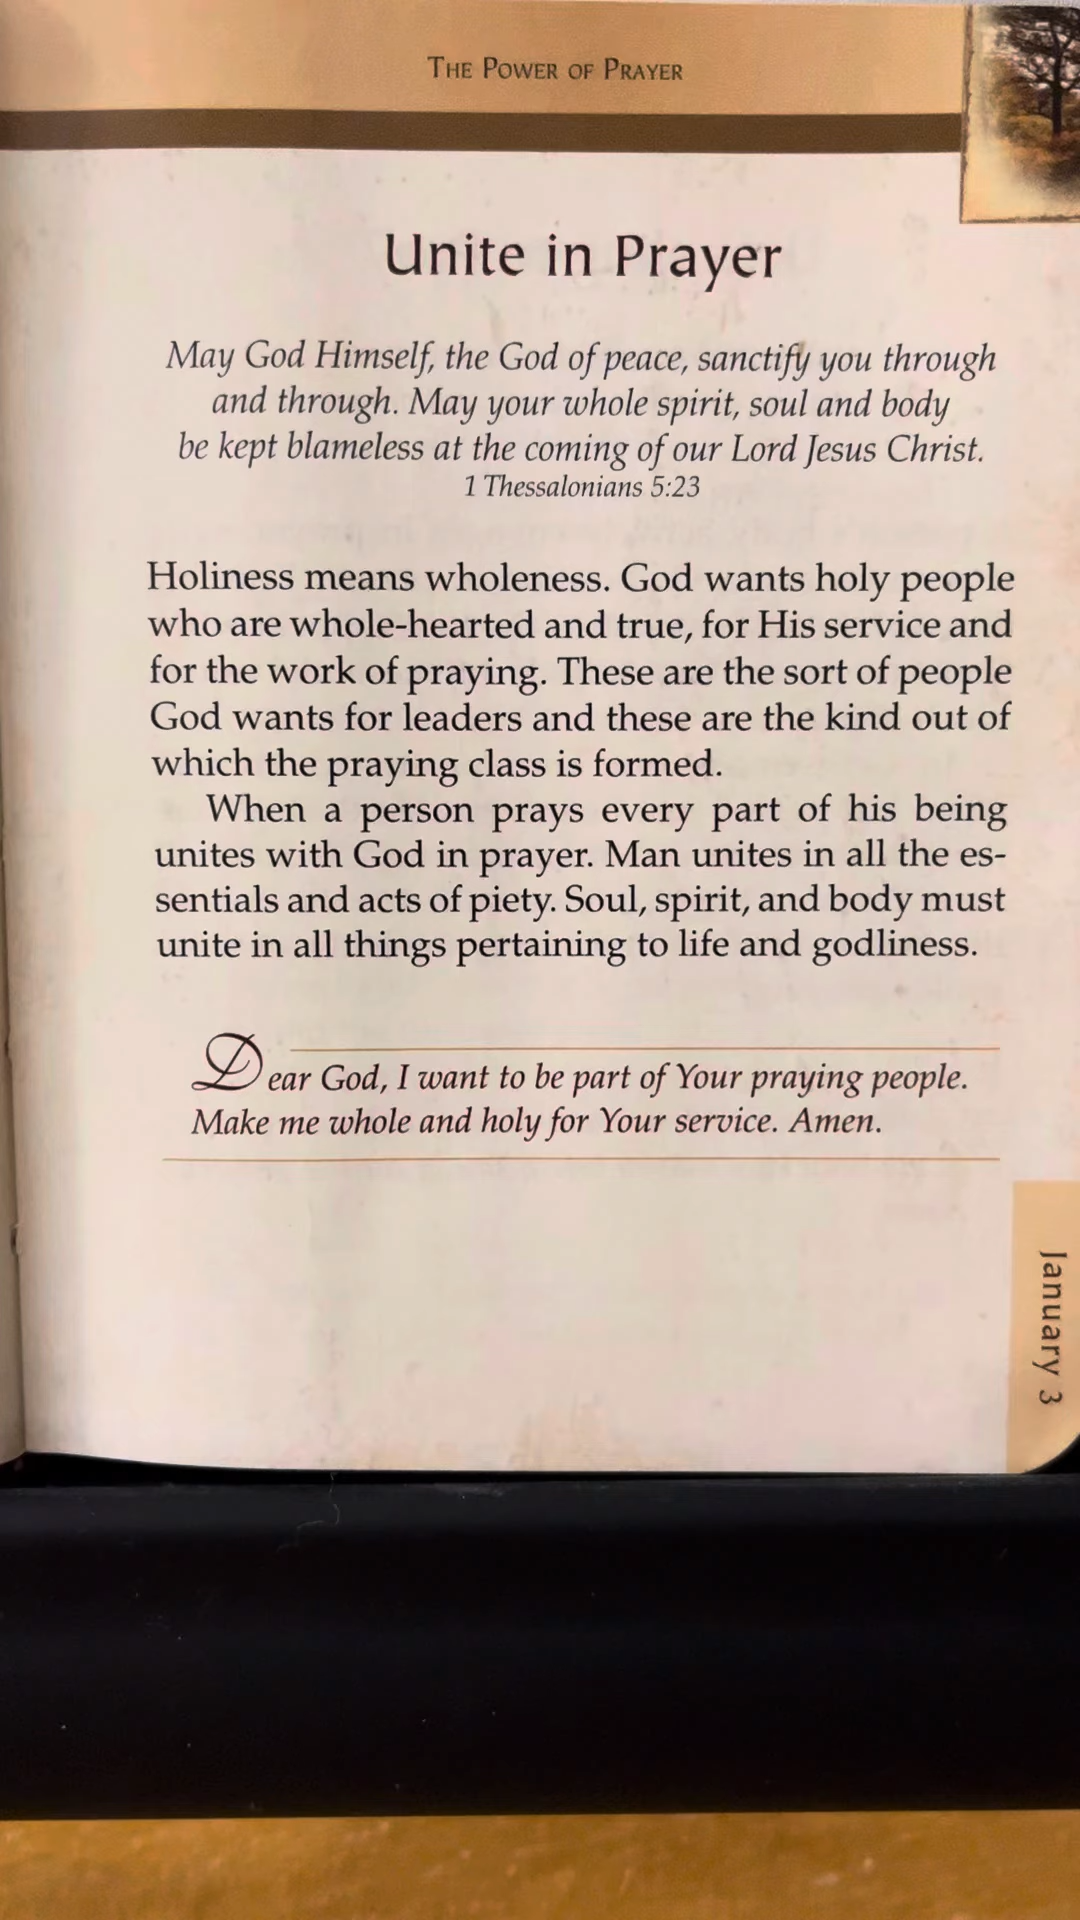 THE POWER OF PRAYER
Unite in Prayer
May God Himself, the God of peace, sanctify you through
and through. May your whole spirit, soul and body
be kept blameless at the coming of our Lord Jesus Christ.
1 Thessalonians 5:23
Holiness means wholeness. God wants holy people
who are whole-hearted and true, for His service and
for the work of praying. These are the sort of people
God wants for leaders and these are the kind out of
which the praying class is formed.
When a person prays every part of his being
unites with God in prayer. Man unites in all the es-
sentials and acts of piety. Soul, spirit, and body must
unite in all things pertaining to life and godliness.
Dear God, I want to be part of Your praying people.
Make me whole and holy for Your service. Amen.
January 3